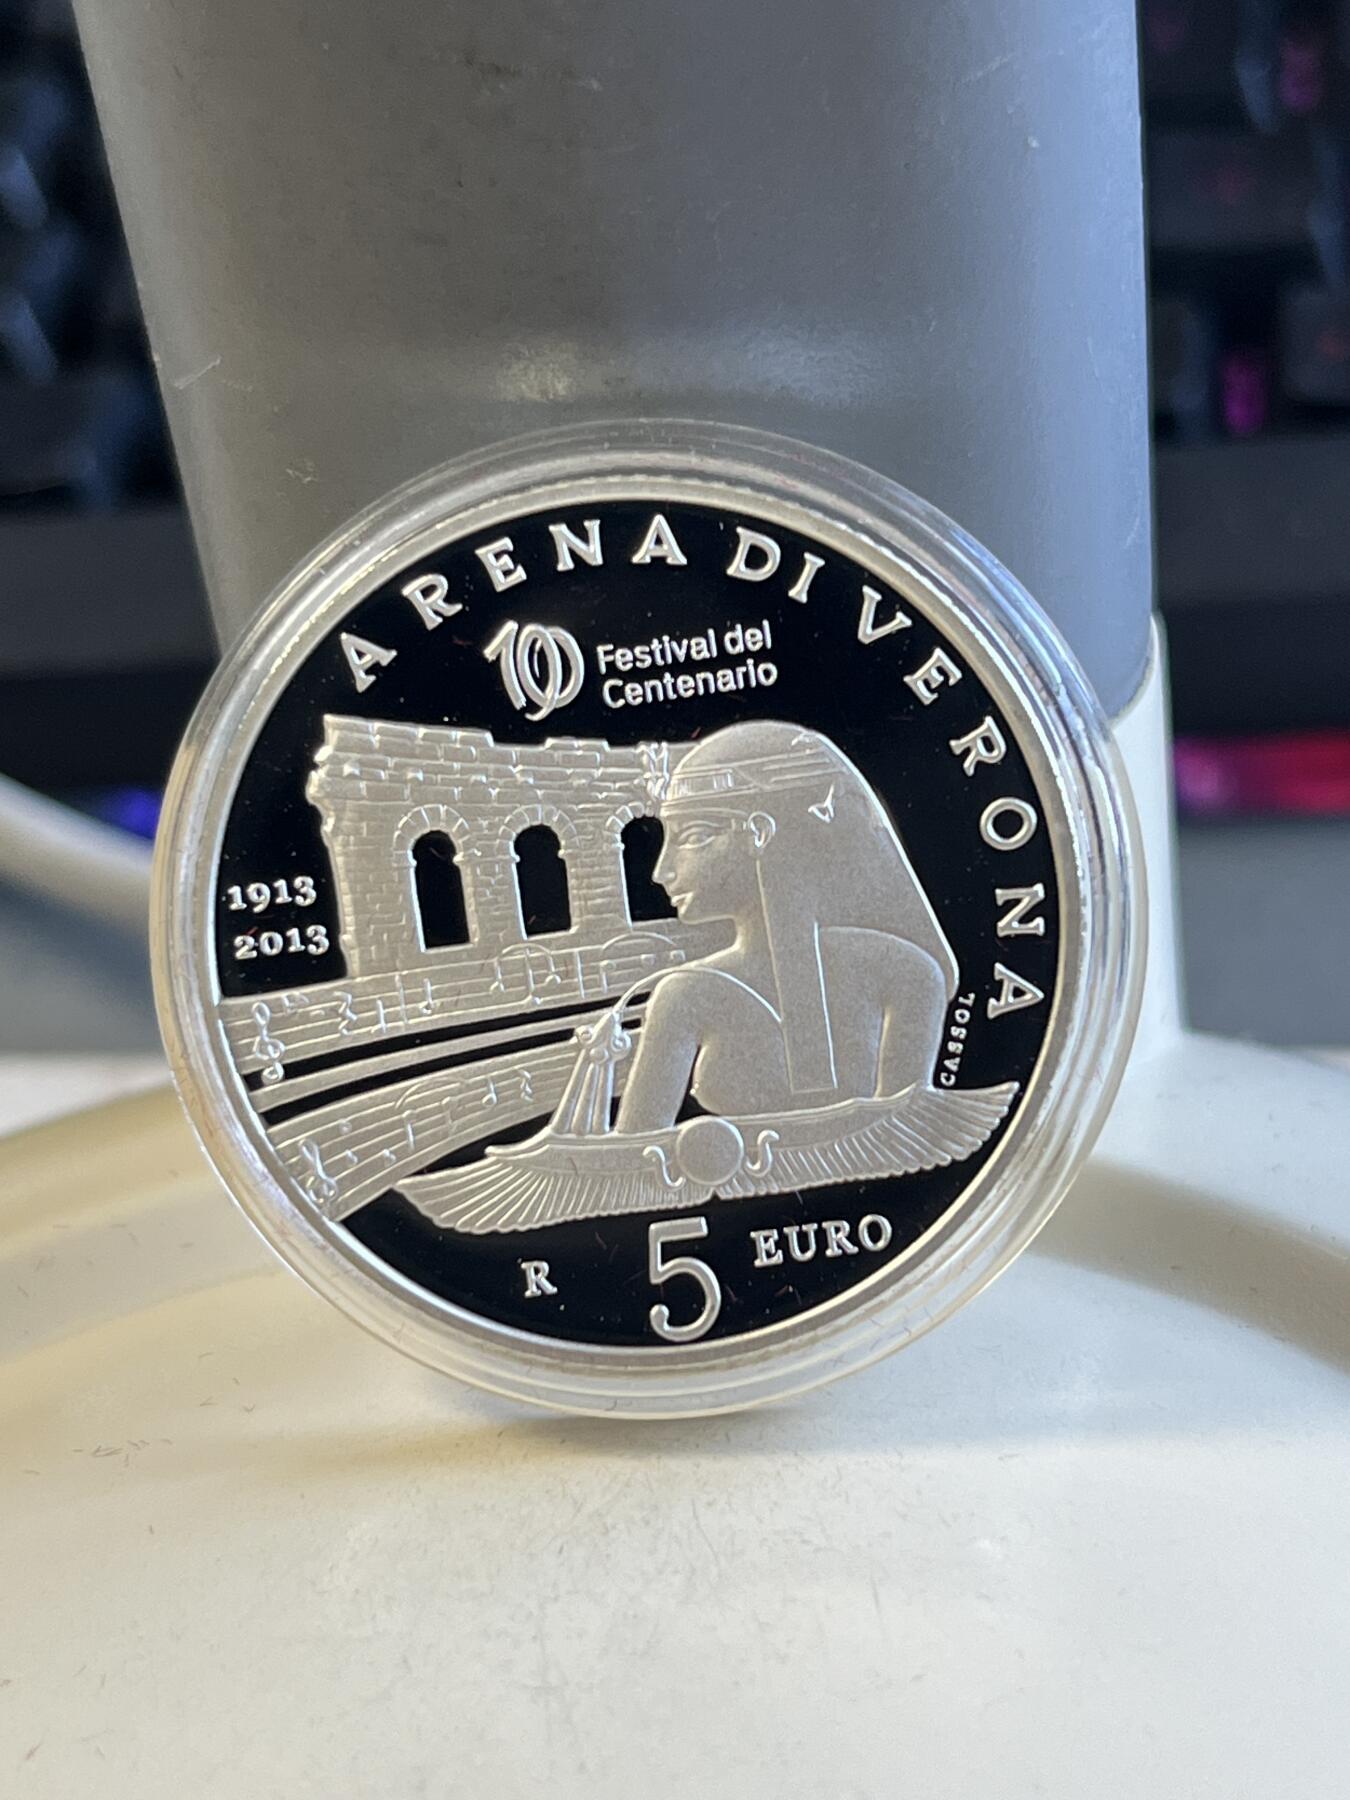 ARENA DI VERONA
100 Festival del
Centenario
1913
2013
CASSOL
R 5 EURO